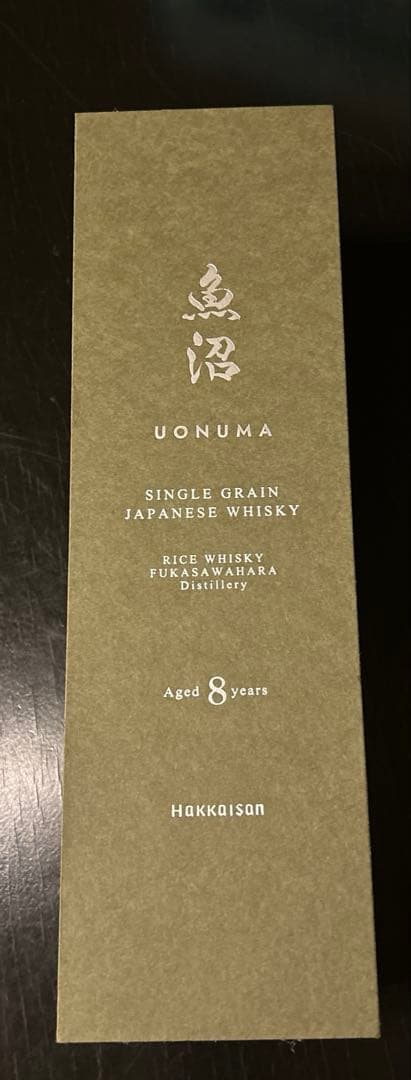 魚
沼
UONUMA
SINGLE GRAIN
JAPANESE WHISKY
RICE WHISKY
FUKASAWAHARA
Distillery
Aged 8 years
Hakkaisan